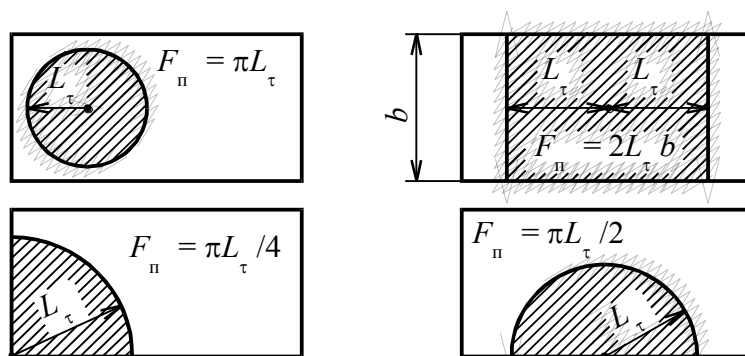 L_τ
F_п = πL_τ
b
L_τ L_τ
F_п = 2L_τ b
L_τ
F_п = πL_τ /4
F_п = πL_τ /2
L_τ